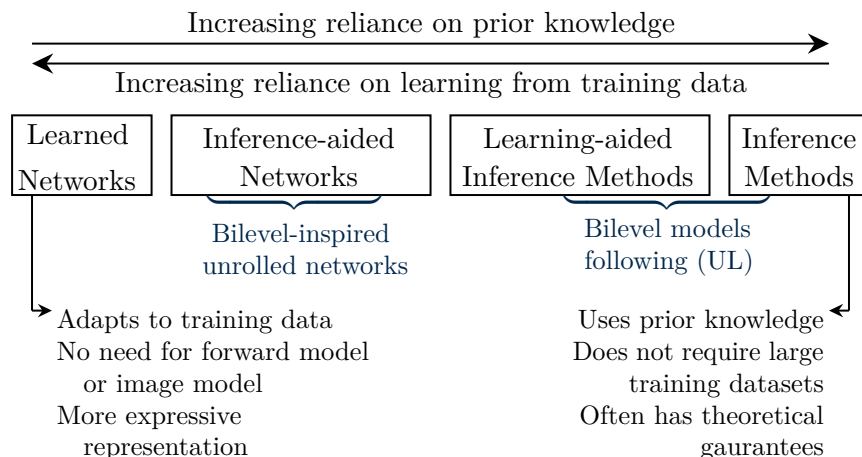 Increasing reliance on prior knowledge
Increasing reliance on learning from training data
Learned
Networks
Inference-aided
Networks
Learning-aided
Inference Methods
Inference
Methods
Bilevel-inspired
unrolled networks
Bilevel models
following (UL)
Adapts to training data
No need for forward model
or image model
More expressive
representation
Uses prior knowledge
Does not require large
training datasets
Often has theoretical
gaurantees